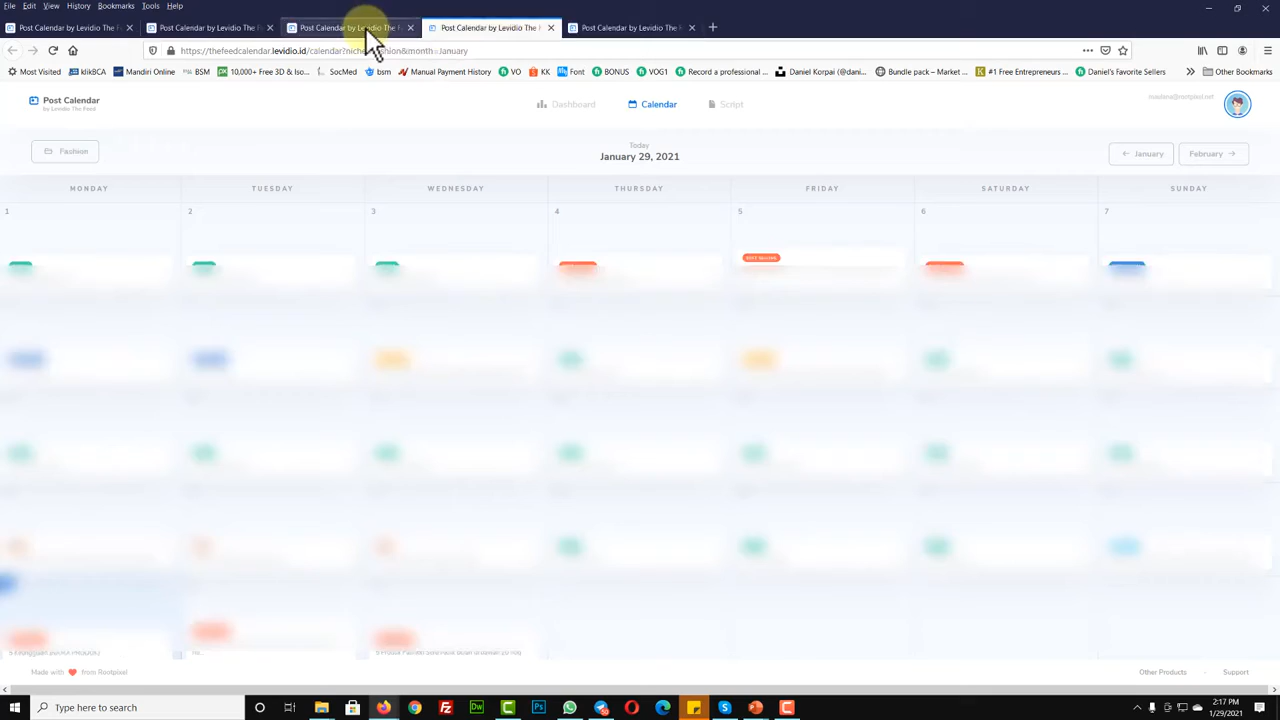 File Edit View History Bookmarks Tools Help
Post Calendar by Levidio The F
Post Calendar by Levidio The F
Post Calendar by Levidio The F
Post Calendar by Levidio The
Post Calendar by Levidio The F
https://thefeedcalendar.levidio.id/calendar?niche=fashion&month=January
Most Visited klikBCA Mandiri Online BSM 10,000+ Free 3D & Iso... SocMed bsm Manual Payment History VO KK Font BONUS VOG1 Record a professional ... Daniel Korpai (@dani... Bundle pack – Market ... #1 Free Entrepreneurs ... Daniel's Favorite Sellers Other Bookmarks
Post Calendar
by Levidio The Feed
Dashboard Calendar Script
Fashion
Today
January 29, 2021
January February
MONDAY TUESDAY WEDNESDAY THURSDAY FRIDAY SATURDAY SUNDAY
1 2 3 4 5 6 7
Made with from Rootpixel
Other Products - Support
Type here to search
2:17 PM
1/29/2021